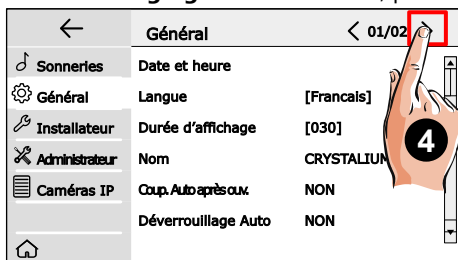 Général
01/02
Sonneries
Date et heure
Général
Langue
[Francais]
Installateur
Durée d'affichage
[030]
Administrateur
Nom
CRYSTALIUM
Caméras IP
Coup. Auto après ouv.
NON
Déverrouillage Auto
NON
4